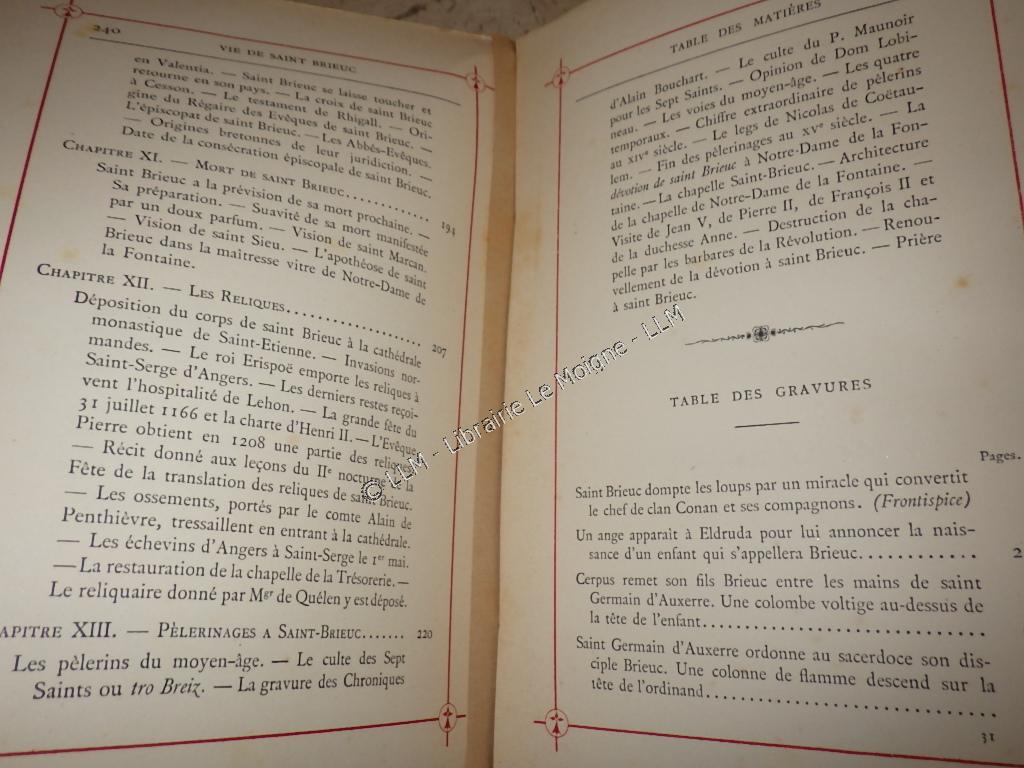 240
VIE DE SAINT BRIEUC
en Valentia. — Saint Brieuc se laisse toucher et
retourne en son pays. — La croix de saint Brieuc
à Cesson. — Le testament de Rhigall. — Ori-
gine du Régaire des Evêques de saint Brieuc. —
L'épiscopat de saint Brieuc. — Les Abbés-Evêques.
— Origines bretonnes de leur juridiction. —
Date de la consécration épiscopale de saint Brieuc.
CHAPITRE XI. — MORT DE SAINT BRIEUC............ 194
Saint Brieuc a la prévision de sa mort prochaine. —
Sa préparation. — Suavité de sa mort manifestée
par un doux parfum. — Vision de saint Marcan.
— Vision de saint Sieu. — L'apothéose de saint
Brieuc dans la maîtresse vitre de Notre-Dame de
la Fontaine.
CHAPITRE XII. — LES RELIQUES.................. 207
Déposition du corps de saint Brieuc à la cathédrale
monastique de Saint-Etienne. — Invasions nor-
mandes. — Le roi Erispoë emporte les reliques à
Saint-Serge d'Angers. — Les derniers restes reçoi-
vent l'hospitalité de Lehon. — La grande fête du
31 juillet 1166 et la charte d'Henri II. — L'Evêque
Pierre obtient en 1208 une partie des reliques.
— Récit donné aux leçons du IIe nocturne de la
Fête de la translation des reliques de saint Brieuc.
— Les ossements, portés par le comte Alain de
Penthièvre, tressaillent en entrant à la cathédrale.
— Les échevins d'Angers à Saint-Serge le 1er mai.
— La restauration de la chapelle de la Trésorerie. —
Le reliquaire donné par Mgr de Quélen y est déposé.
APITRE XIII. — PÈLERINAGES A SAINT-BRIEUC....... 220
Les pèlerins du moyen-âge. — Le culte des Sept
Saints ou tro Breiz. — La gravure des Chroniques
TABLE DES MATIÈRES
d'Alain Bouchart. — Le culte du P. Maunoir
pour les Sept Saints. — Opinion de Dom Lobi-
neau. — Les voies du moyen-âge. — Les quatre
temporaux. — Chiffre extraordinaire de pèlerins
au XIVe siècle. — Le legs de Nicolas de Coëtau-
lem. — Fin des pèlerinages au XVe siècle. — La
dévotion de saint Brieuc à Notre-Dame de la Fon-
taine. — La chapelle Saint-Brieuc. — Architecture
de la chapelle de Notre-Dame de la Fontaine. —
Visite de Jean V, de Pierre II, de François II et
de la duchesse Anne. — Destruction de la cha-
pelle par les barbares de la Révolution. — Renou-
vellement de la dévotion à saint Brieuc. — Prière
à saint Brieuc.
TABLE DES GRAVURES
Pages.
Saint Brieuc dompte les loups par un miracle qui convertit
le chef de clan Conan et ses compagnons. (Frontispice)
Un ange apparaît à Eldruda pour lui annoncer la nais-
sance d'un enfant qui s'appellera Brieuc............ 2
Cerpus remet son fils Brieuc entre les mains de saint
Germain d'Auxerre. Une colombe voltige au-dessus de
la tête de l'enfant............................
Saint Germain d'Auxerre ordonne au sacerdoce son dis-
ciple Brieuc. Une colonne de flamme descend sur la
tête de l'ordinand............................
31
© LLM - Librairie Le Moigne - LLM